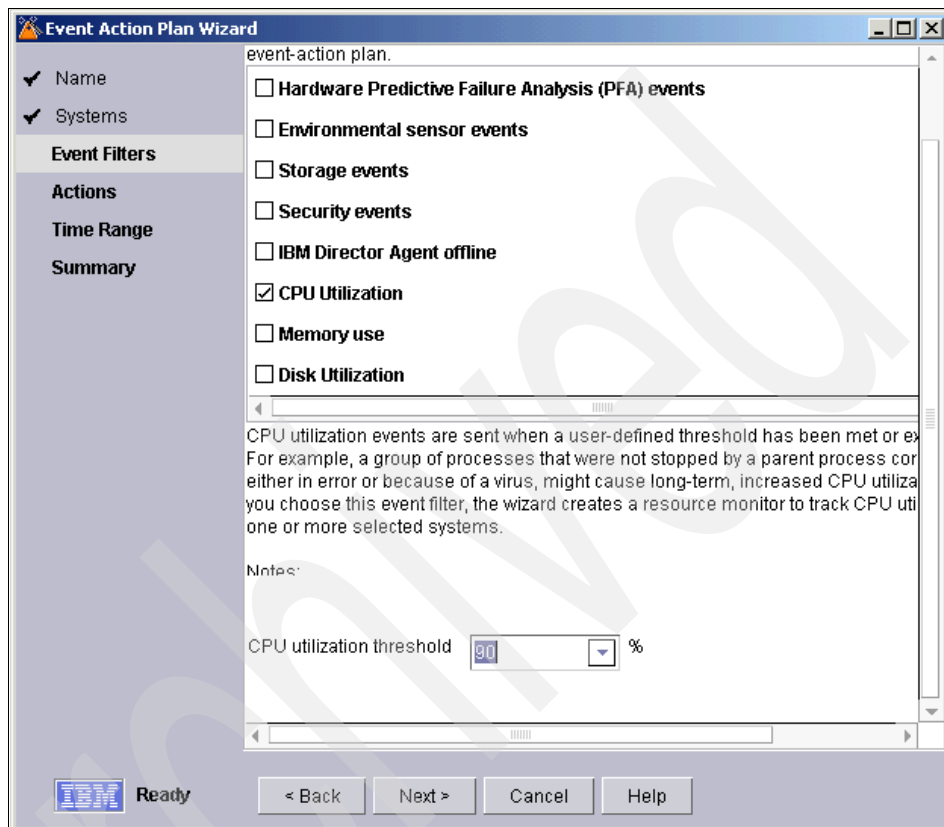 Event Action Plan Wizard
Name
Systems
Event Filters
Actions
Time Range
Summary
event-action plan.
Hardware Predictive Failure Analysis (PFA) events
Environmental sensor events
Storage events
Security events
IBM Director Agent offline
CPU Utilization
Memory use
Disk Utilization
CPU utilization events are sent when a user-defined threshold has been met or ex
For example, a group of processes that were not stopped by a parent process cor
either in error or because of a virus, might cause long-term, increased CPU utiliza
you choose this event filter, the wizard creates a resource monitor to track CPU uti
one or more selected systems.
Notes:
CPU utilization threshold 90 %
IBM Ready < Back Next > Cancel Help
rchived